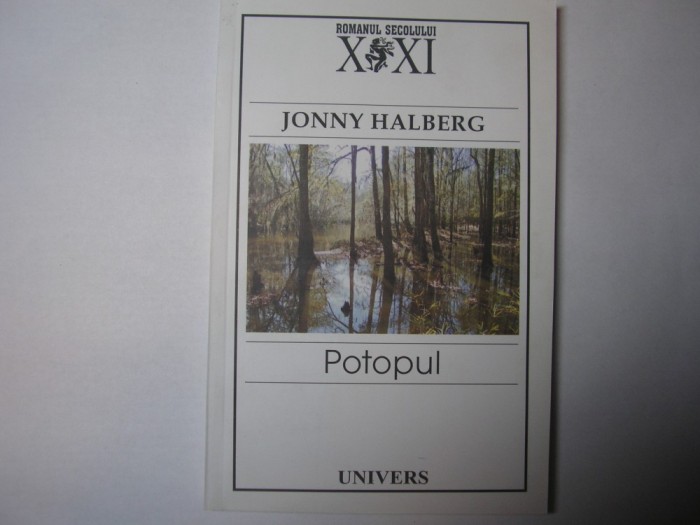 ROMANUL SECOLULUI
XXI
JONNY HALBERG
Potopul
UNIVERS